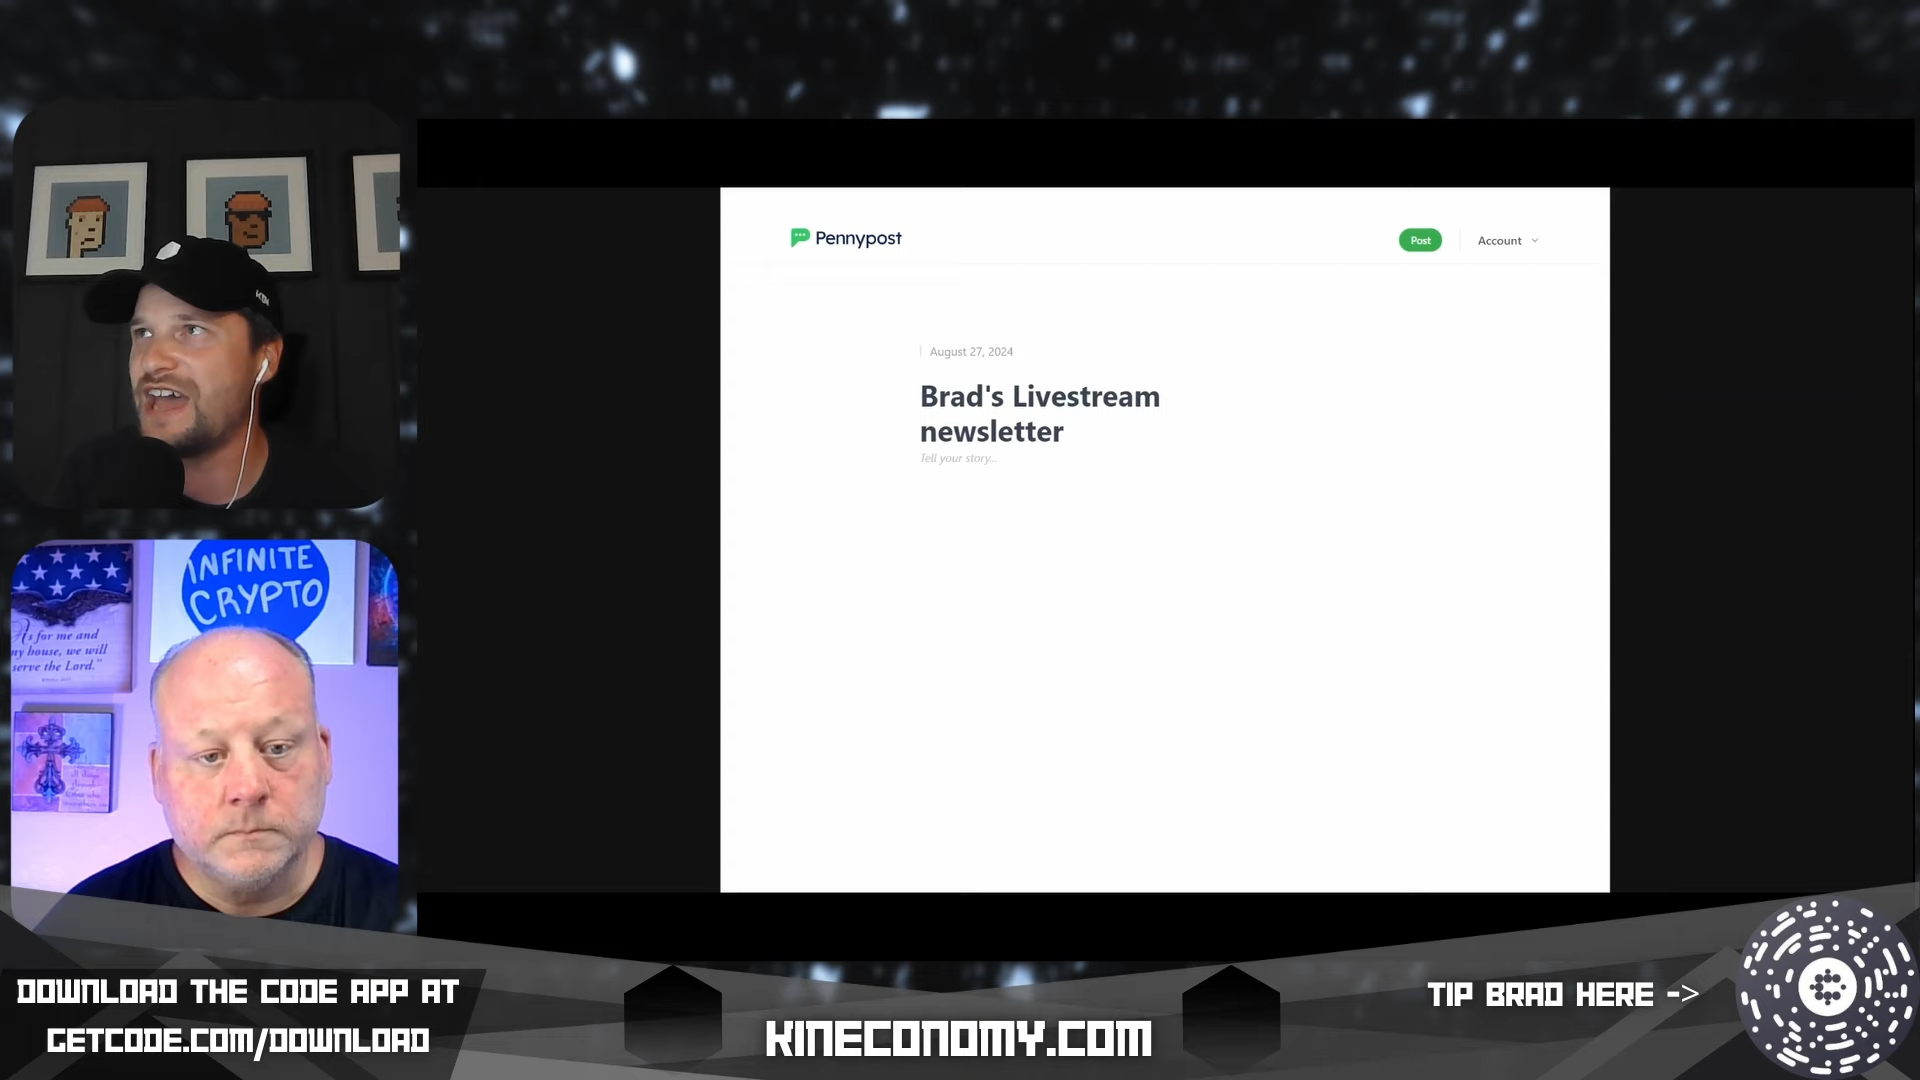 Pennypost
Post
Account
August 27, 2024
Brad's Livestream
newsletter
Tell your story...
KIN
INFINITE
CRYPTO
As for me and
my house, we will
serve the Lord."
DOWNLOAD THE CODE APP AT
GETCODE.COM/DOWNLOAD
KINECONOMY.COM
TIP BRAD HERE ->